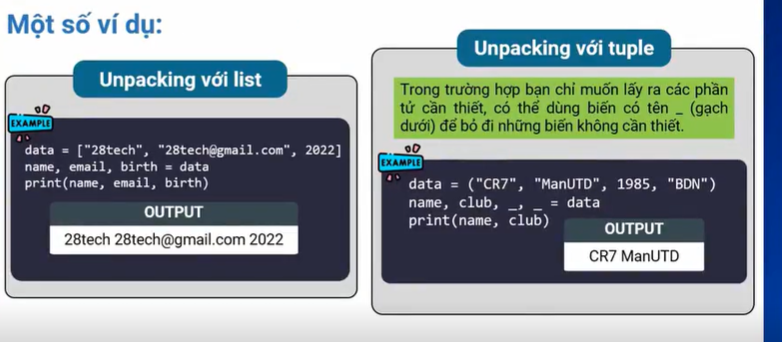 Một số ví dụ:
Unpacking với list
EXAMPLE
data = ["28tech", "28tech@gmail.com", 2022]
name, email, birth = data
print(name, email, birth)
OUTPUT
28tech 28tech@gmail.com 2022
Unpacking với tuple
Trong trường hợp bạn chỉ muốn lấy ra các phần
tử cần thiết, có thể dùng biến có tên _ (gạch
dưới) để bỏ đi những biến không cần thiết.
EXAMPLE
data = ("CR7", "ManUTD", 1985, "BDN")
name, club, _, _ = data
print(name, club)
OUTPUT
CR7 ManUTD